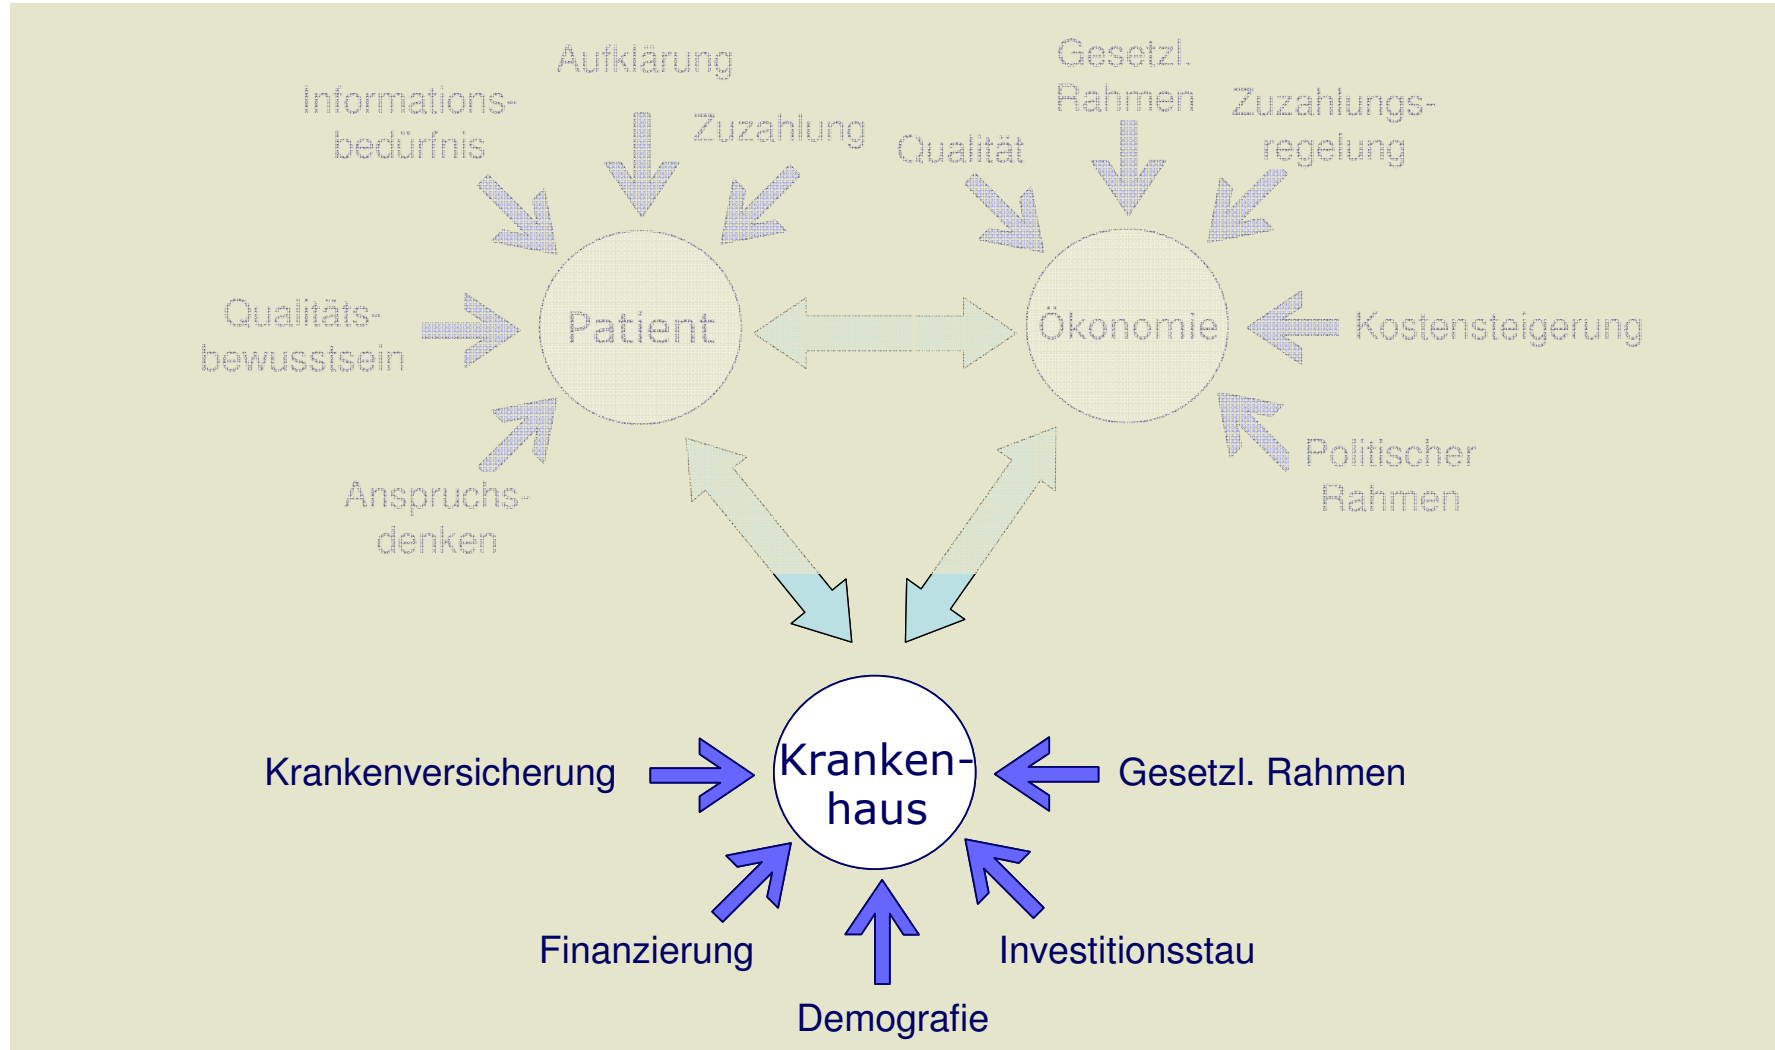 Aufklärung
Informations-
bedürfnis
Zuzahlung
Qualitäts-
bewusstsein
Anspruchs-
denken
Patient
Gesetzl.
Rahmen
Qualität
Zuzahlungs-
regelung
Ökonomie
Kostensteigerung
Politischer
Rahmen
Kranken-
haus
Krankenversicherung
Gesetzl. Rahmen
Finanzierung
Investitionsstau
Demografie